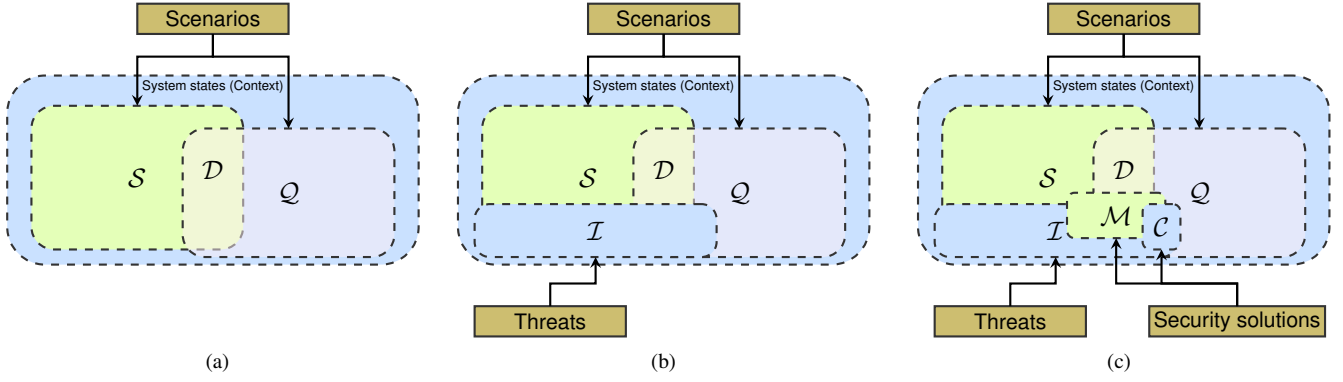 Scenarios
System states (Context)
𝒮
𝒟
𝒬
(a)
Scenarios
System states (Context)
𝒮
𝒟
𝒬
ℐ
Threats
(b)
Scenarios
System states (Context)
𝒮
𝒟
𝒬
ℐ
ℳ
𝒞
Threats
Security solutions
(c)